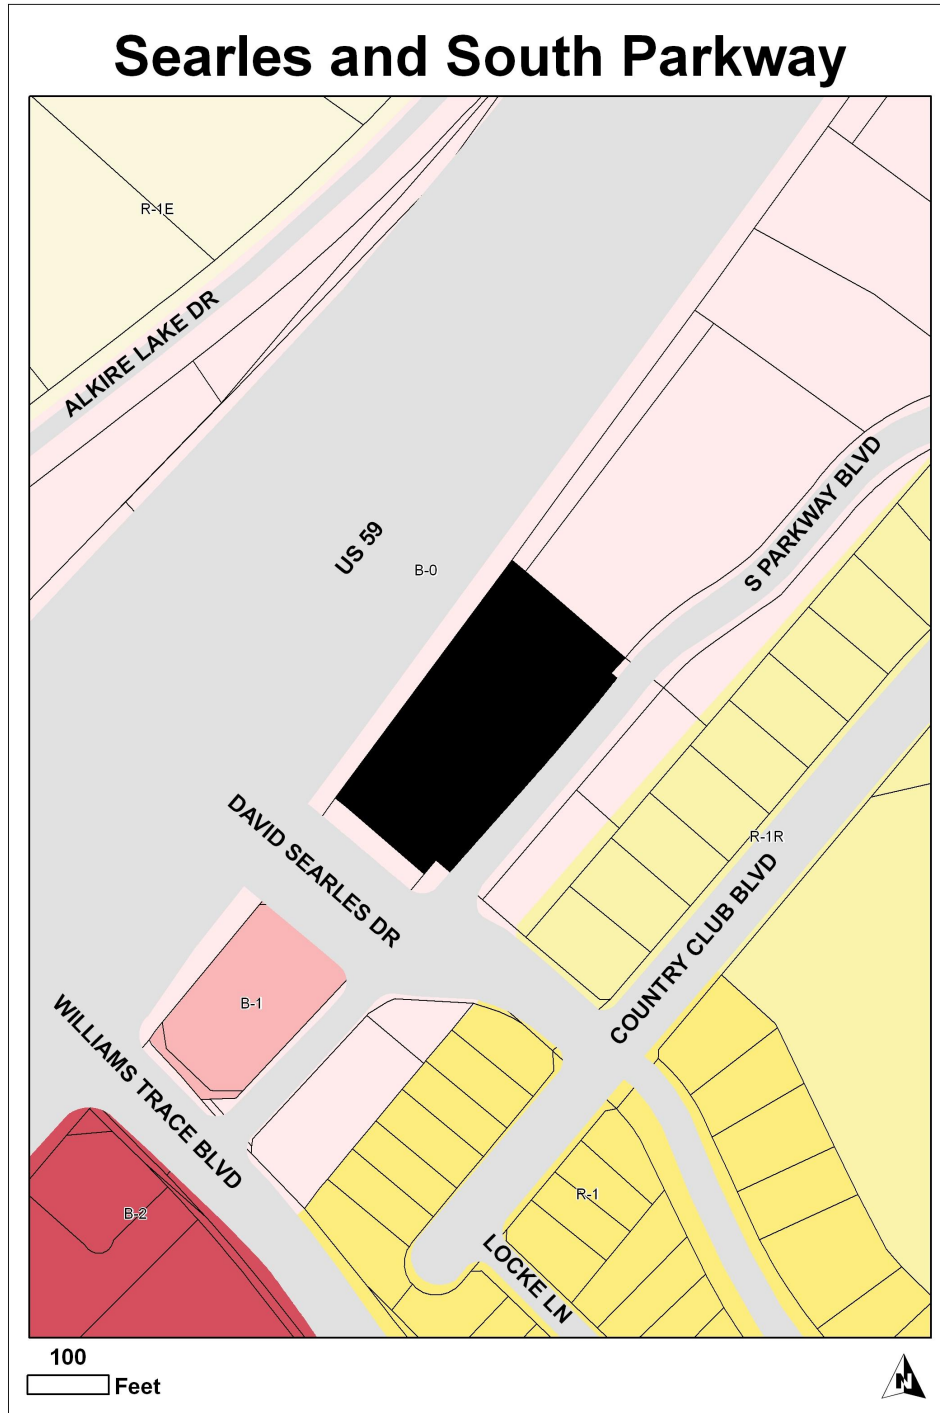 Searles and South Parkway
R-1E
ALKIRE LAKE DR
S PARKWAY BLVD
US 59
B-0
DAVID SEARLES DR
R-1R
COUNTRY CLUB BLVD
B-1
WILLIAMS TRACE BLVD
R-1
B-2
LOCKE LN
100
Feet
N